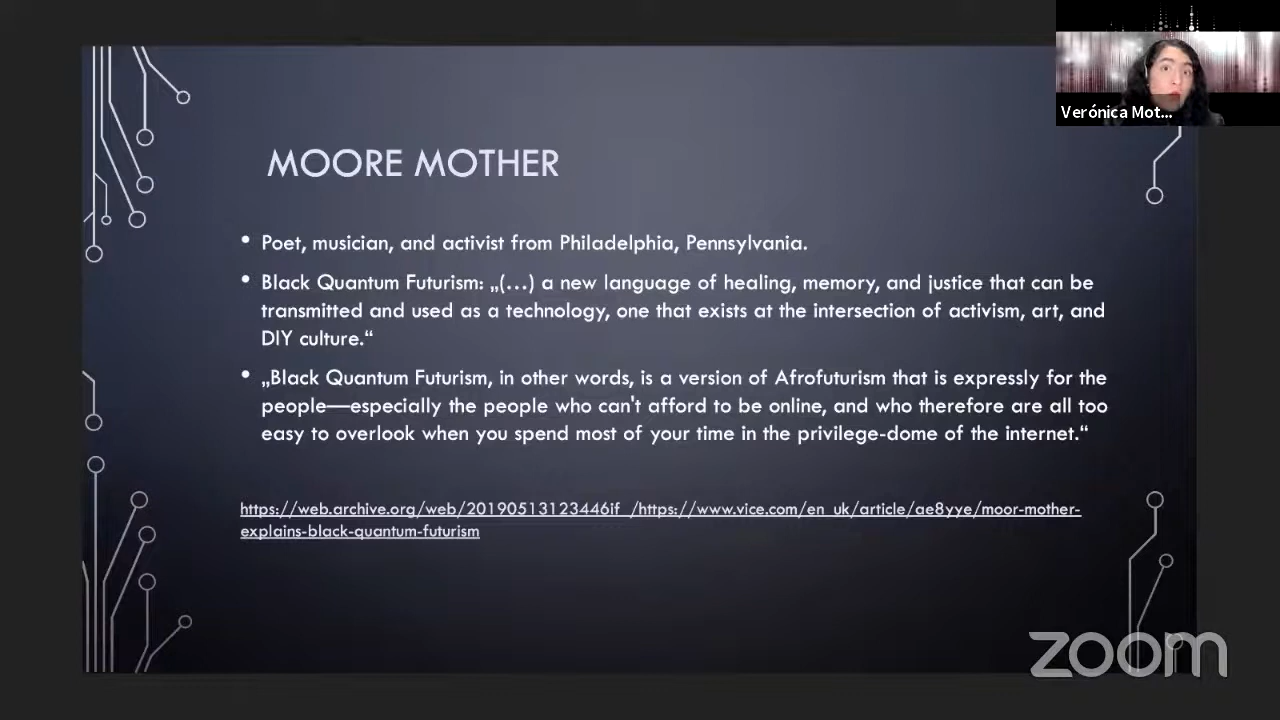 Verónica Mot...
MOORE MOTHER
• Poet, musician, and activist from Philadelphia, Pennsylvania.
• Black Quantum Futurism: „(…) a new language of healing, memory, and justice that can be
transmitted and used as a technology, one that exists at the intersection of activism, art, and
DIY culture.“
• „Black Quantum Futurism, in other words, is a version of Afrofuturism that is expressly for the
people—especially the people who can't afford to be online, and who therefore are all too
easy to overlook when you spend most of your time in the privilege-dome of the internet.“
https://web.archive.org/web/20190513123446if_/https://www.vice.com/en_uk/article/ae8yye/moor-mother-
explains-black-quantum-futurism
zoom